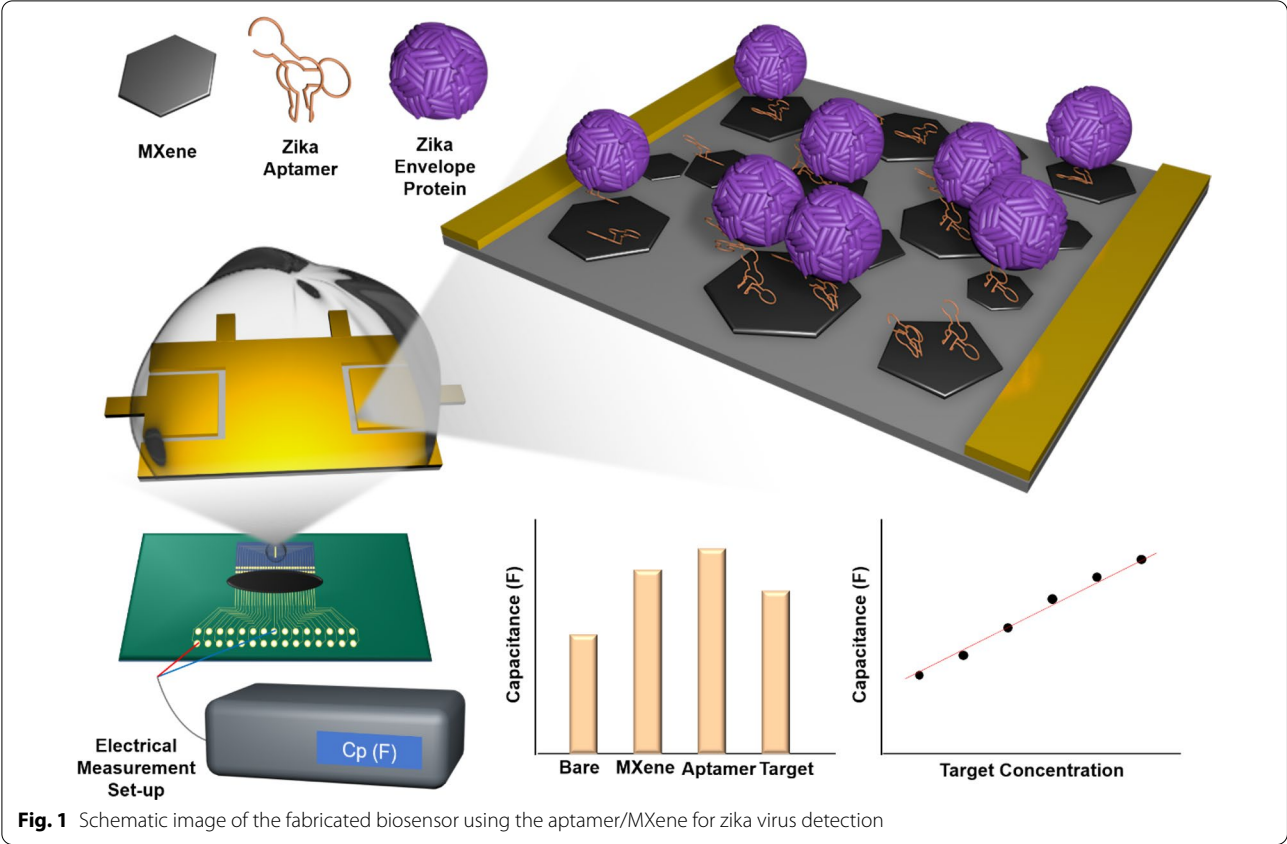 MXene
Zika
Aptamer
Zika
Envelope
Protein
Electrical
Measurement
Set-up
Cp (F)
Capacitance (F)
Bare MXene Aptamer Target
Capacitance (F)
Target Concentration
Fig. 1 Schematic image of the fabricated biosensor using the aptamer/MXene for zika virus detection